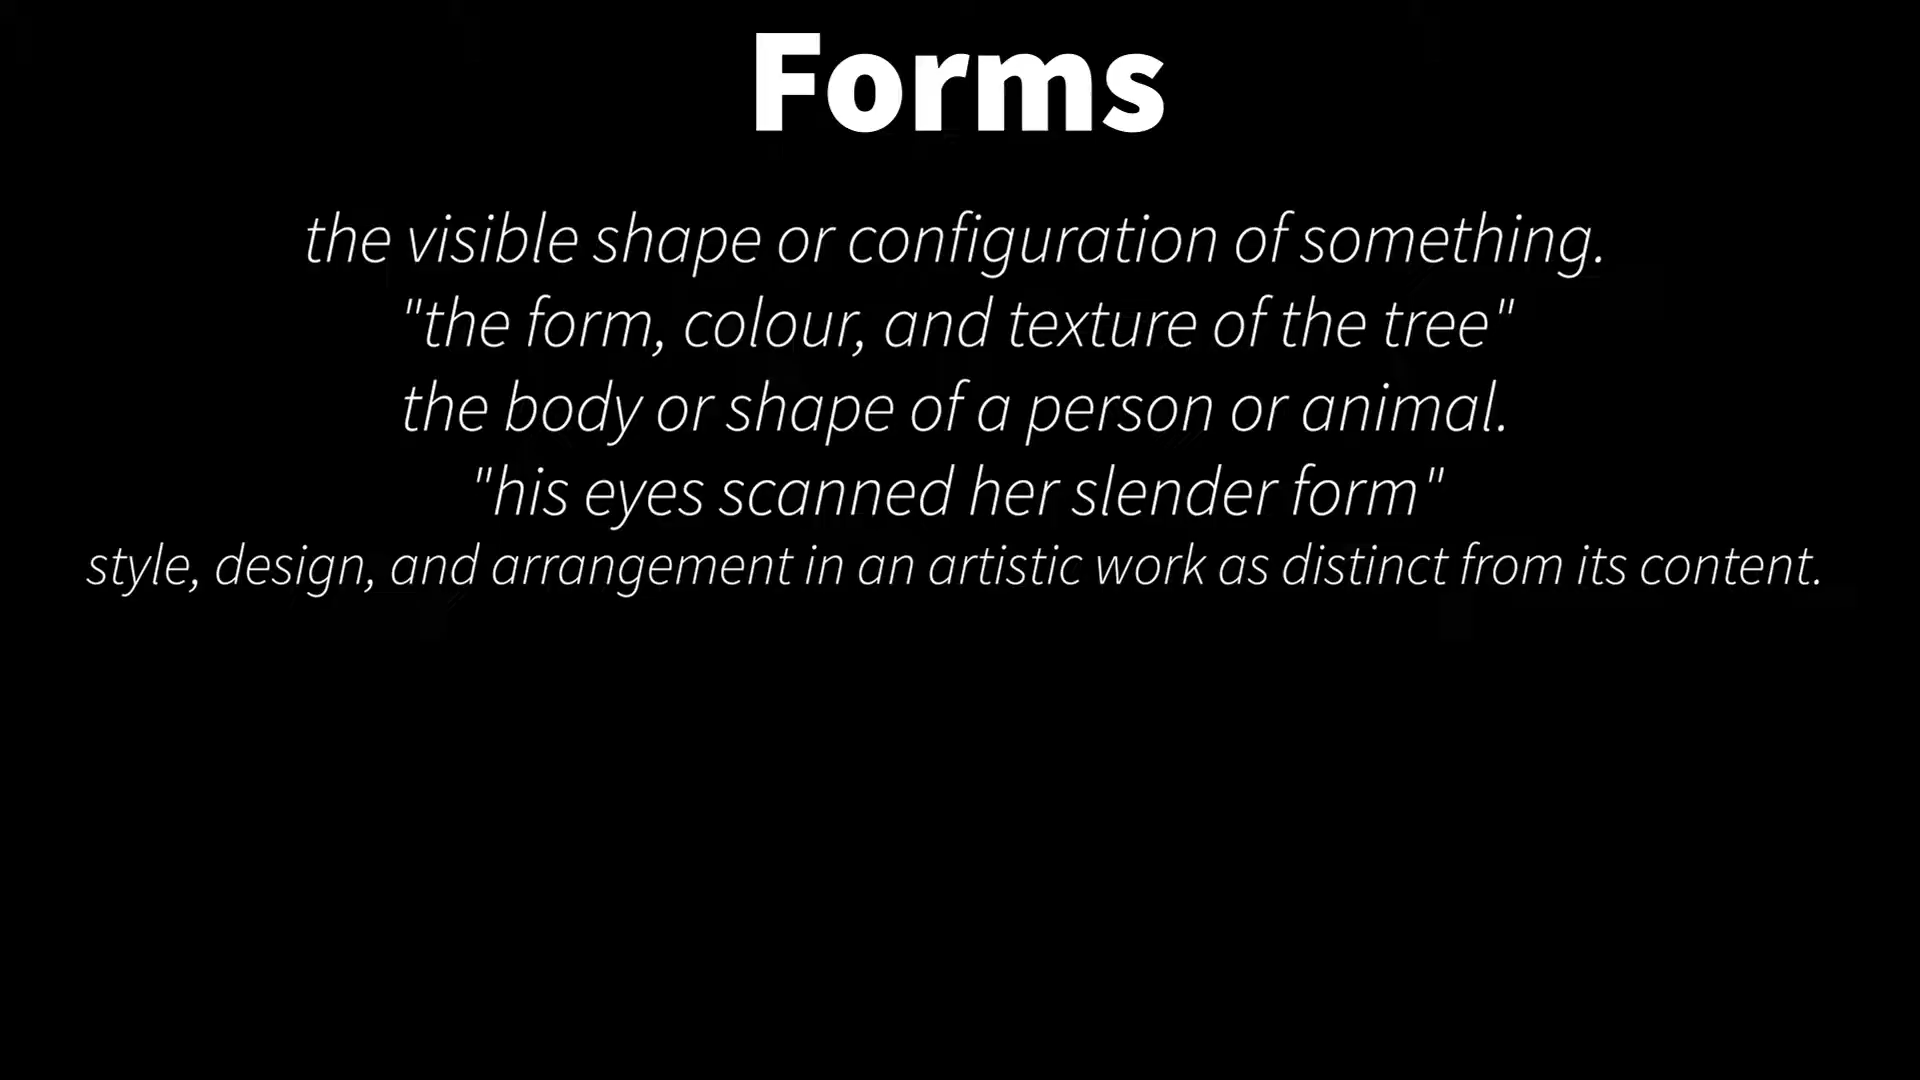 Forms
the visible shape or configuration of something.
"the form, colour, and texture of the tree"
the body or shape of a person or animal.
"his eyes scanned her slender form"
style, design, and arrangement in an artistic work as distinct from its content.